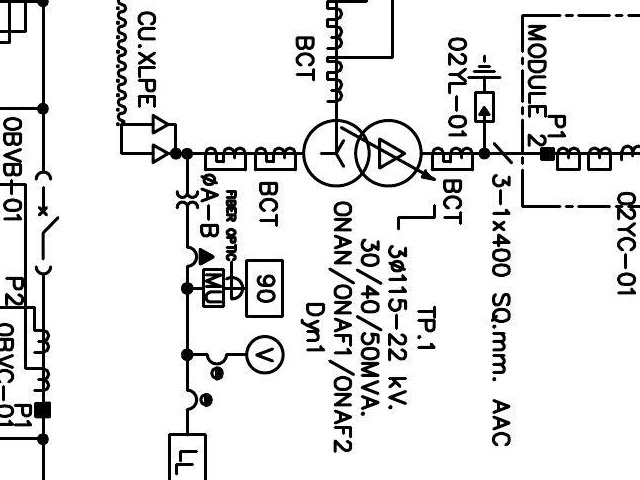 CU.XLPE
BCT
02YL-01
MODULE 2
P1
0BVB-01
ØA-B
FIBER OPTIC
BCT
BCT
3-1x400 SQ.mm. AAC
02YC-01
MU
90
V
TP.1
3Ø115-22 kV.
30/40/50MVA.
ONAN/ONAF1/ONAF2
Dyn1
P2
0BVC-01
P1
LL